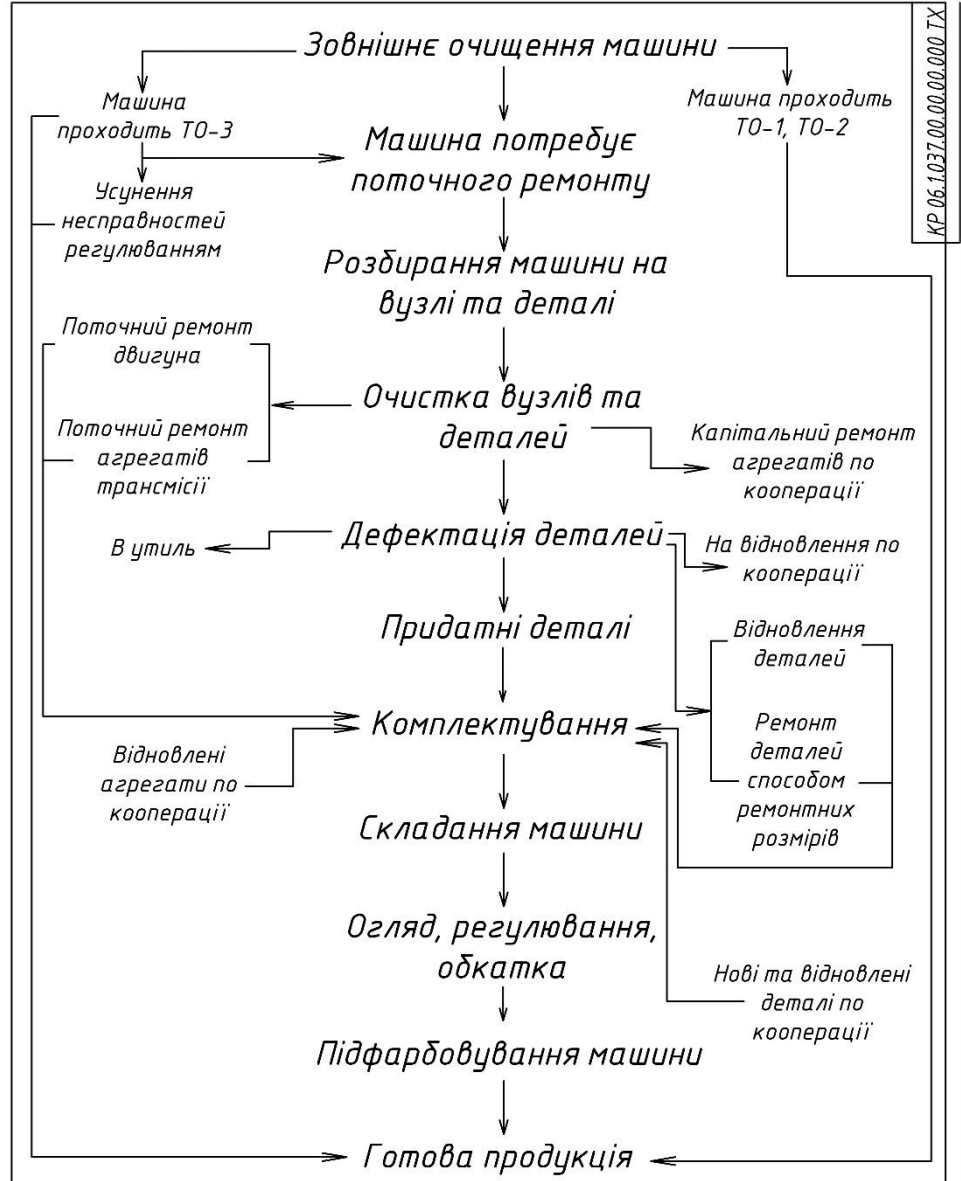 КР 06.1.037.00.00.00.000 ТХ
Зовнішнє очищення машини
Машина
проходить ТО-3
Машина проходить
ТО-1, ТО-2
Машина потребує
поточного ремонту
Усунення
несправностей
регулюванням
Розбирання машини на
вузлі та деталі
Поточний ремонт
двигуна
Очистка вузлів та
деталей
Поточний ремонт
агрегатів
трансмісії
Капітальний ремонт
агрегатів по
кооперації
Дефектація деталей
В утиль
На відновлення по
кооперації
Придатні деталі
Відновлення
деталей
Комплектування
Ремонт
деталей
способом
ремонтних
розмірів
Відновлені
агрегати по
кооперації
Складання машини
Огляд, регулювання,
обкатка
Нові та відновлені
деталі по
кооперації
Підфарбовування машини
Готова продукція